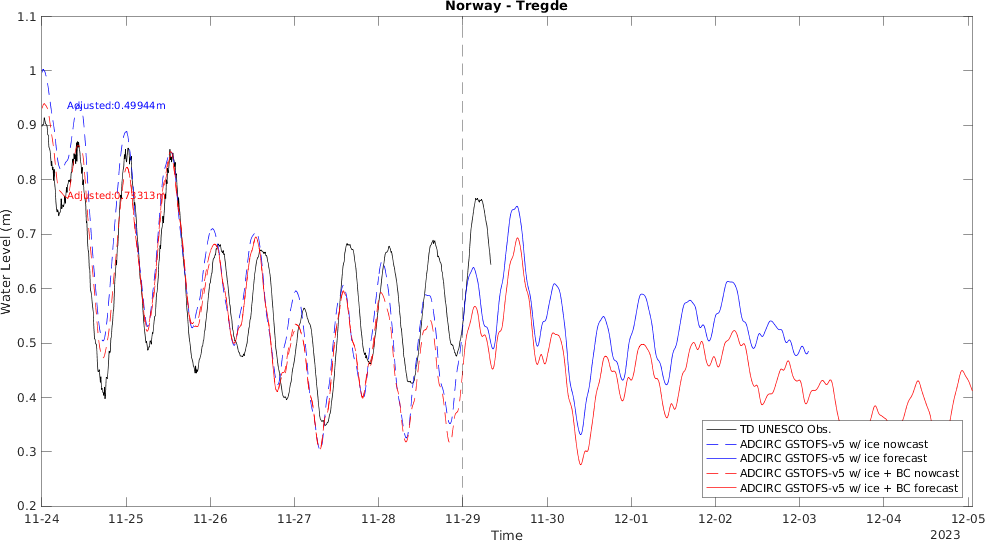 Norway - Tregde
1.1
1
0.9
0.8
0.7
0.6
0.5
0.4
0.3
0.2
Water Level (m)
Adjusted:0.49944m
Adjusted:0.73313m
TD UNESCO Obs.
ADCIRC GSTOFS-v5 w/ ice nowcast
ADCIRC GSTOFS-v5 w/ ice forecast
ADCIRC GSTOFS-v5 w/ ice + BC nowcast
ADCIRC GSTOFS-v5 w/ ice + BC forecast
11-24 11-25 11-26 11-27 11-28 11-29 11-30 12-01 12-02 12-03 12-04 12-05
Time
2023